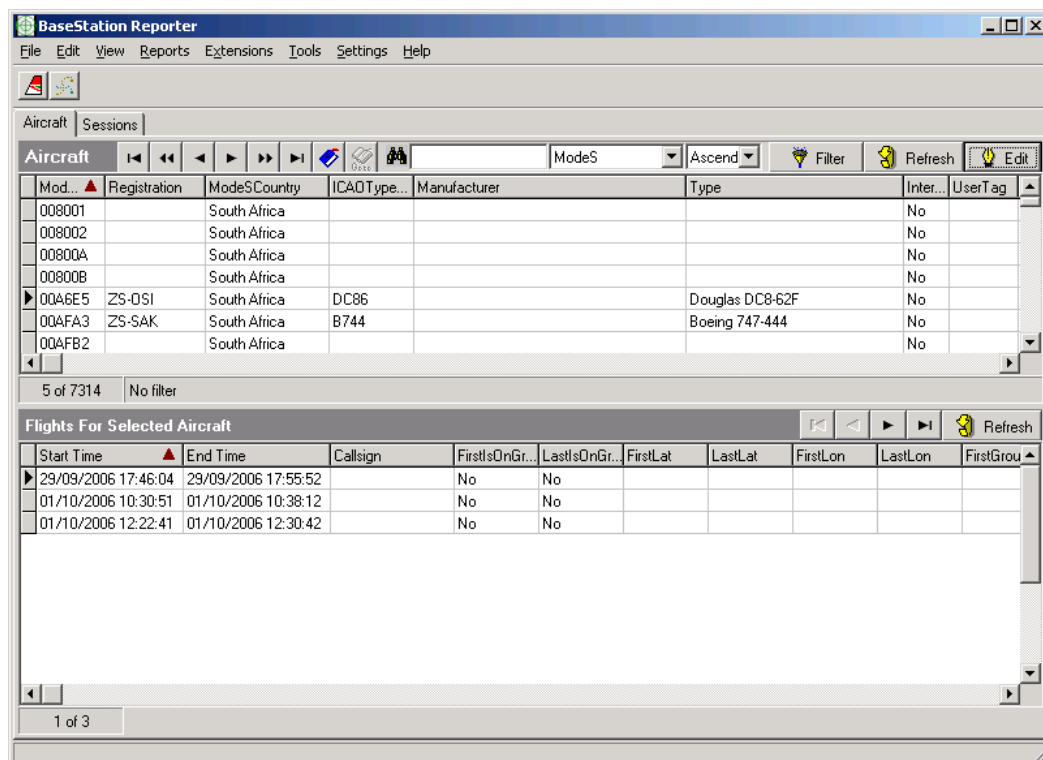 BaseStation Reporter
File Edit View Reports Extensions Tools Settings Help
Aircraft Sessions
Aircraft Goto ModeS Ascend Filter Refresh Edit
Mod... Registration ModeSCountry ICAOType... Manufacturer Type Inter... UserTag
008001 South Africa No
008002 South Africa No
00800A South Africa No
00800B South Africa No
00A6E5 ZS-OSI South Africa DC86 Douglas DC8-62F No
00AFA3 ZS-SAK South Africa B744 Boeing 747-444 No
00AFB2 South Africa No
5 of 7314 No filter
Flights For Selected Aircraft Refresh
Start Time End Time Callsign FirstIsOnGr... LastIsOnGr... FirstLat LastLat FirstLon LastLon FirstGrou
29/09/2006 17:46:04 29/09/2006 17:55:52 No No
01/10/2006 10:30:51 01/10/2006 10:38:12 No No
01/10/2006 12:22:41 01/10/2006 12:30:42 No No
1 of 3